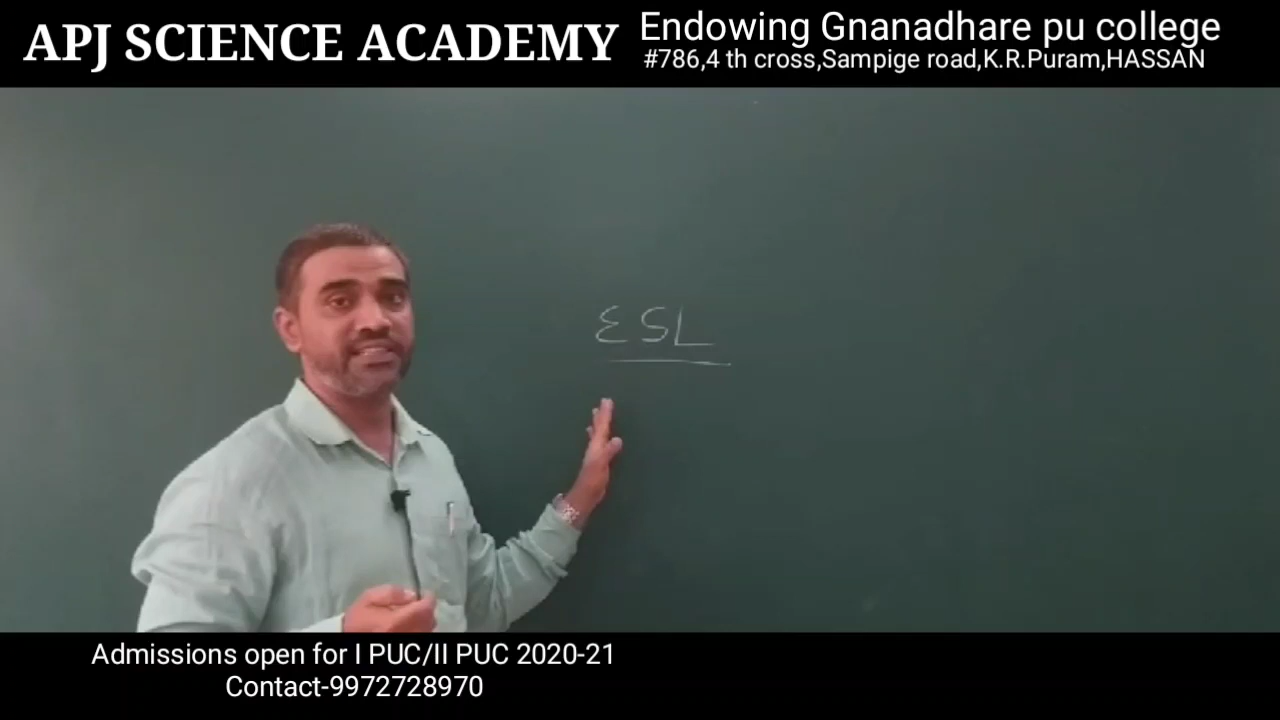 APJ SCIENCE ACADEMY
Endowing Gnanadhare pu college
#786,4 th cross,Sampige road,K.R.Puram,HASSAN
ESL
Admissions open for I PUC/II PUC 2020-21
Contact-9972728970